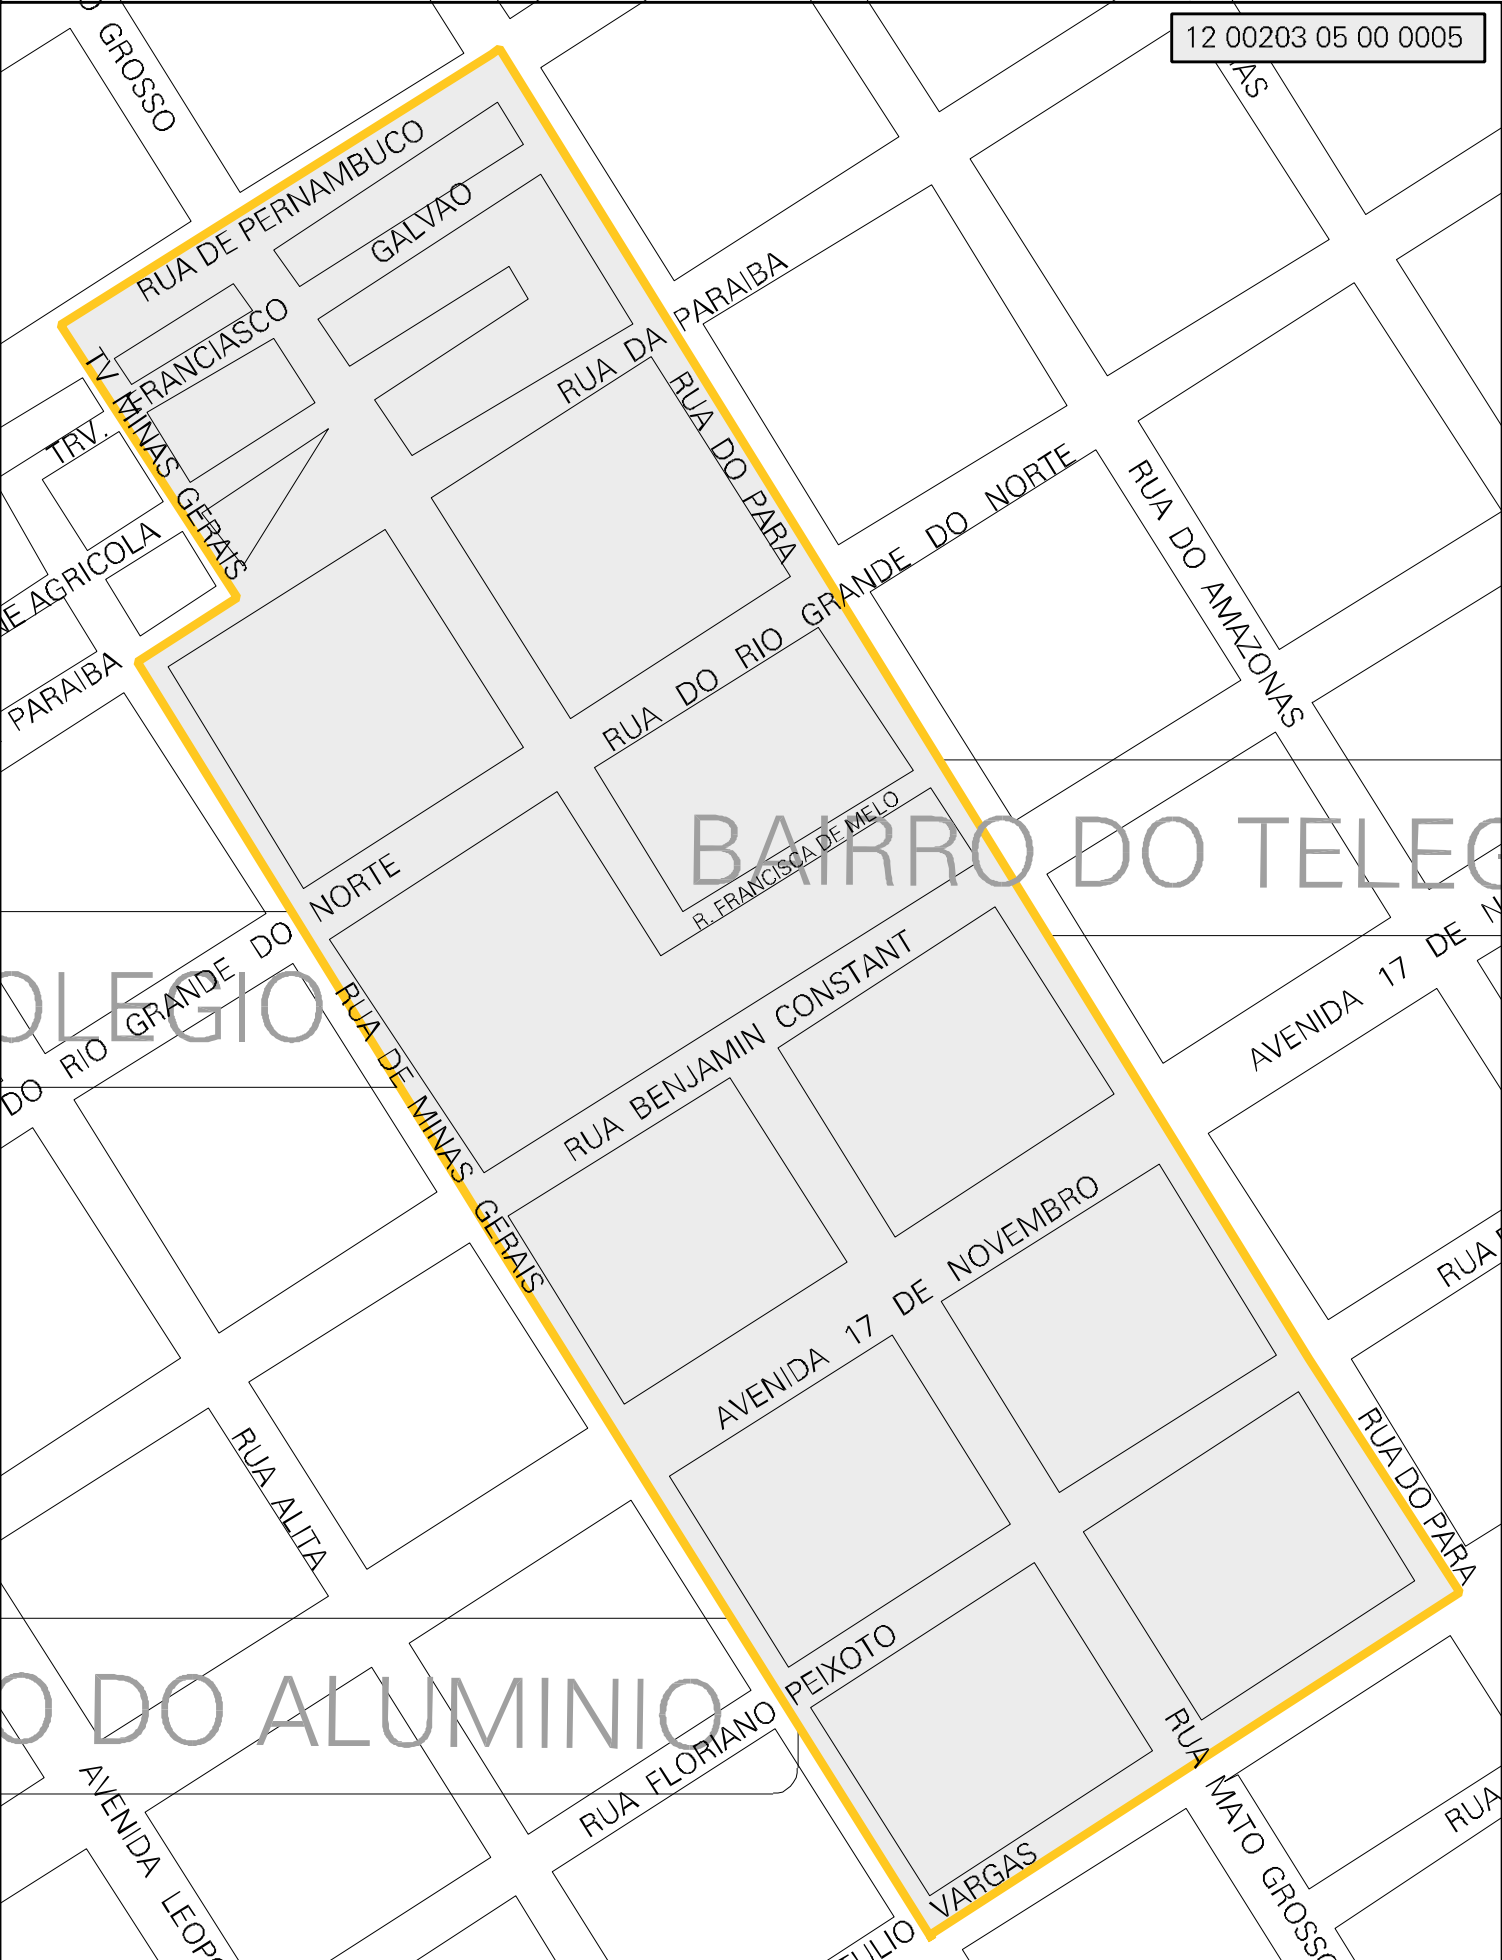 12 00203 05 00 0005
GROSSO
RUA DE PERNAMBUCO
GALVAO
TRV. FRANCIASCO
TV MINAS GERAIS
RUA DA PARAIBA
RUA DO PARA
AGRICOLA
PARAIBA
RUA DO RIO GRANDE DO NORTE
RUA DO AMAZONAS
BAIRRO DO
R. FRANCISCA DE MELO
DO RIO GRANDE DO NORTE
AVENIDA 17 DE
RUA BENJAMIN CONSTANT
RUA DE MINAS GERAIS
AVENIDA 17 DE NOVEMBRO
RUA
RUA ALITA
RUA DO PARA
DO ALUMINIO
RUA FLORIANO PEIXOTO
RUA MATO GROSSO
RUA
AVENIDA
VARGAS